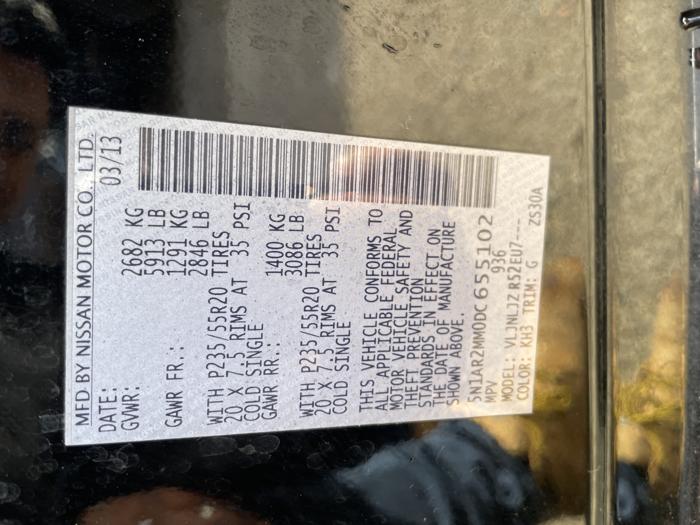 MFD.BY NISSAN MOTOR CO., LTD.
DATE: 03/13
GVWR: 2682 KG
5913 LB
GAWR FR.: 1291 KG
2846 LB
WITH P235/55R20 TIRES
20 X 7.5 RIMS AT 35 PSI
COLD SINGLE
GAWR RR.: 1400 KG
3086 LB
WITH P235/55R20 TIRES
20 X 7.5 RIMS AT 35 PSI
COLD SINGLE
THIS VEHICLE CONFORMS TO
ALL APPLICABLE FEDERAL
MOTOR VEHICLE SAFETY AND
THEFT PREVENTION
STANDARDS IN EFFECT ON
THE DATE OF MANUFACTURE
SHOWN ABOVE.
5N1AR2MM0DC655102
MPV 936
MODEL: VLJNLJZ R52EU7----
COLOR: KH3 TRIM: G ZS30A